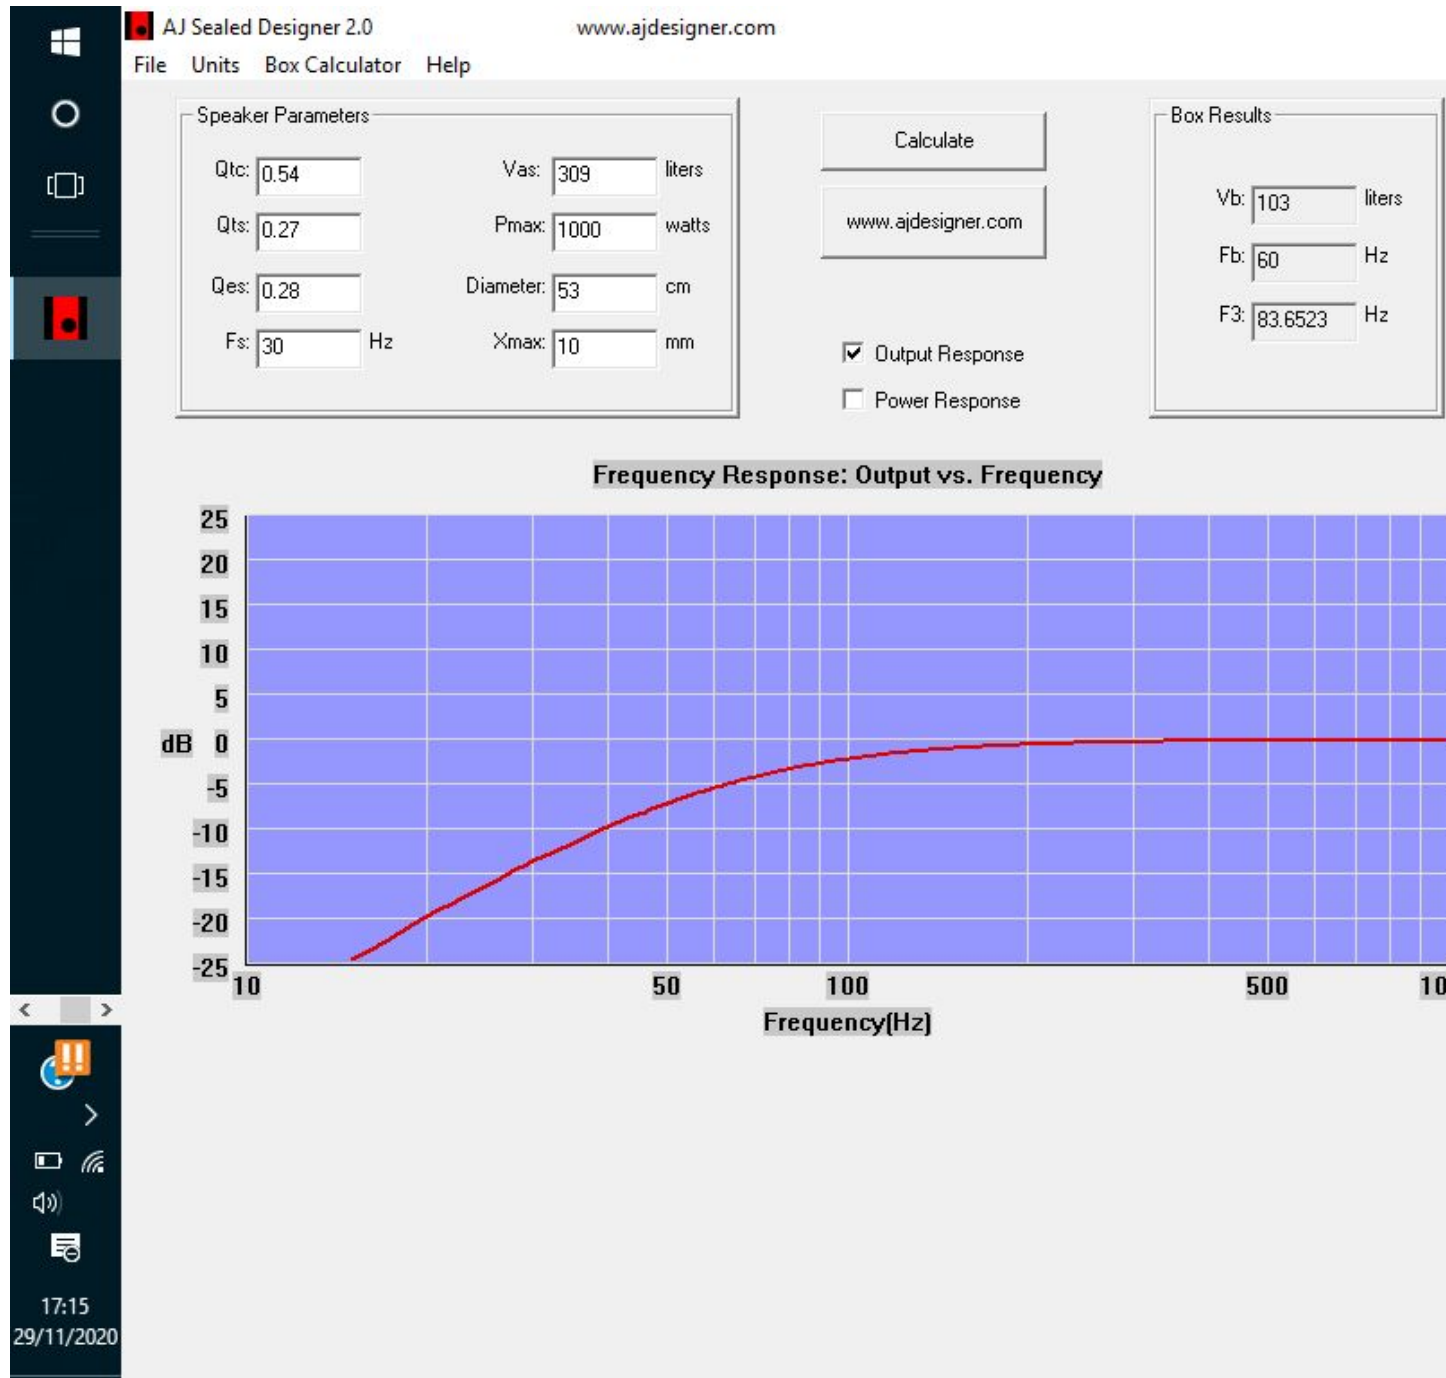 AJ Sealed Designer 2.0 www.ajdesigner.com
File Units Box Calculator Help
Speaker Parameters
Qtc: 0.54
Vas: 309 liters
Qts: 0.27
Pmax: 1000 watts
Qes: 0.28
Diameter: 53 cm
Fs: 30 Hz
Xmax: 10 mm
Calculate
www.ajdesigner.com
Output Response
Power Response
Box Results
Vb: 103 liters
Fb: 60 Hz
F3: 83.6523 Hz
Frequency Response: Output vs. Frequency
25
20
15
10
5
dB 0
-5
-10
-15
-20
-25
10 50 100 500 10
Frequency(Hz)
17:15
29/11/2020